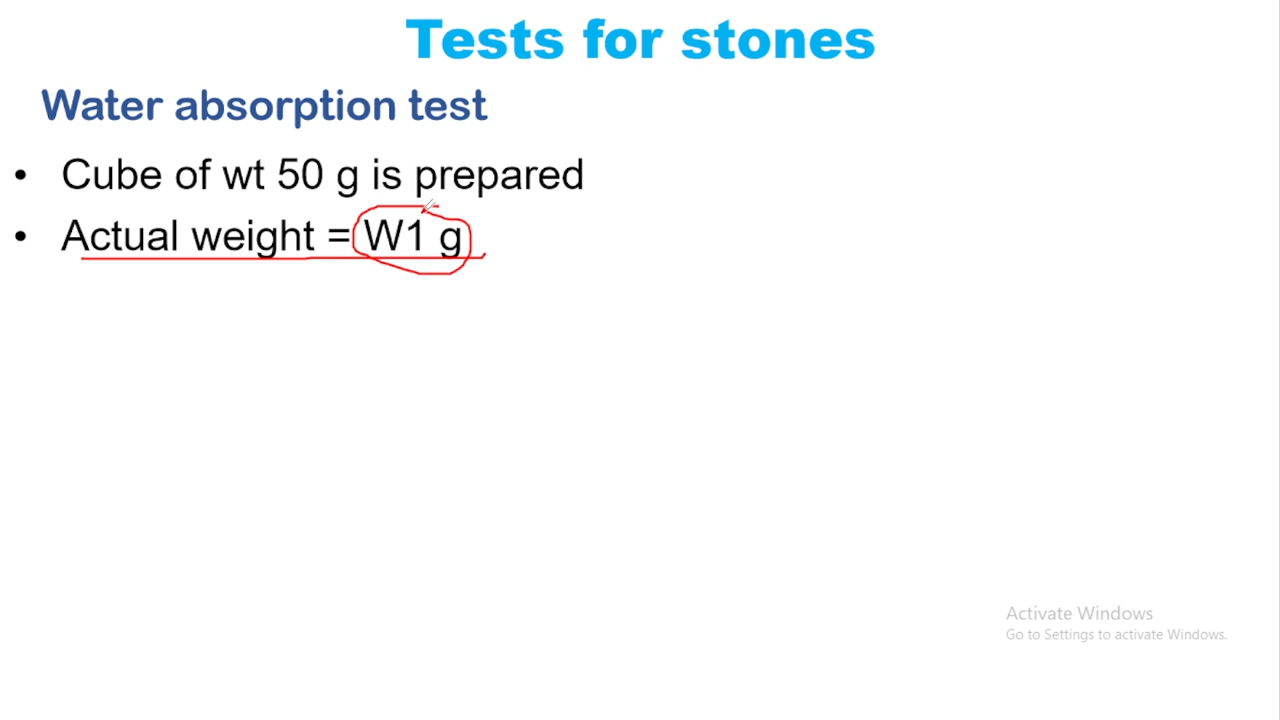 Tests for stones
Water absorption test
• Cube of wt 50 g is prepared
• Actual weight = W1 g
Activate Windows
Go to Settings to activate Windows.